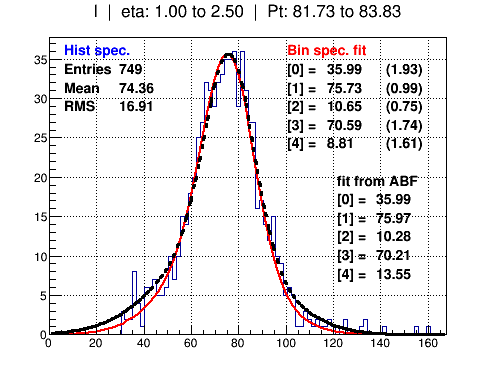 I | eta: 1.00 to 2.50 | Pt: 81.73 to 83.83
Hist spec.
Entries 749
Mean 74.36
RMS 16.91
Bin spec. fit
[0] = 35.99 (1.93)
[1] = 75.73 (0.99)
[2] = 10.65 (0.75)
[3] = 70.59 (1.74)
[4] = 8.81 (1.61)
fit from ABF
[0] = 35.99
[1] = 75.97
[2] = 10.28
[3] = 70.21
[4] = 13.55
35
30
25
20
15
10
5
0
0 20 40 60 80 100 120 140 160